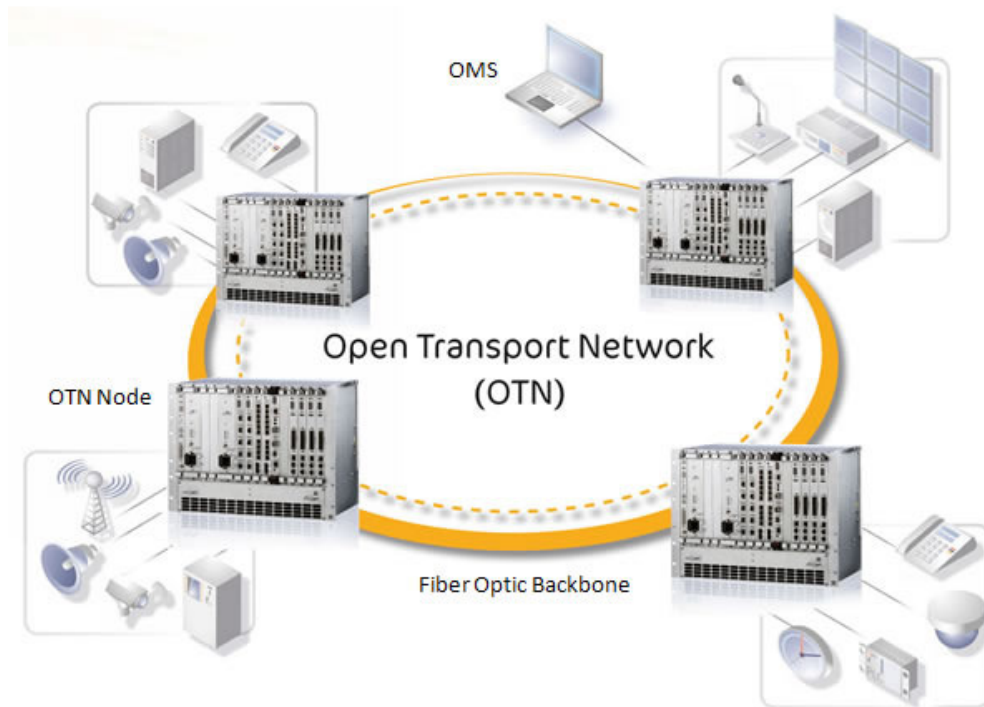 OMS
Open Transport Network
(OTN)
OTN Node
Fiber Optic Backbone